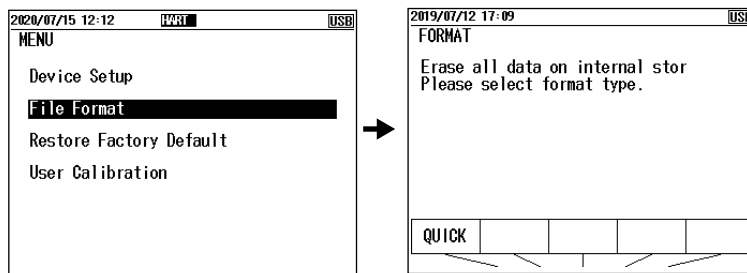 2020/07/15 12:12 HART USB
MENU
Device Setup
File Format
Restore Factory Default
User Calibration
2019/07/12 17:09
FORMAT
Erase all data on internal stor
Please select format type.
QUICK